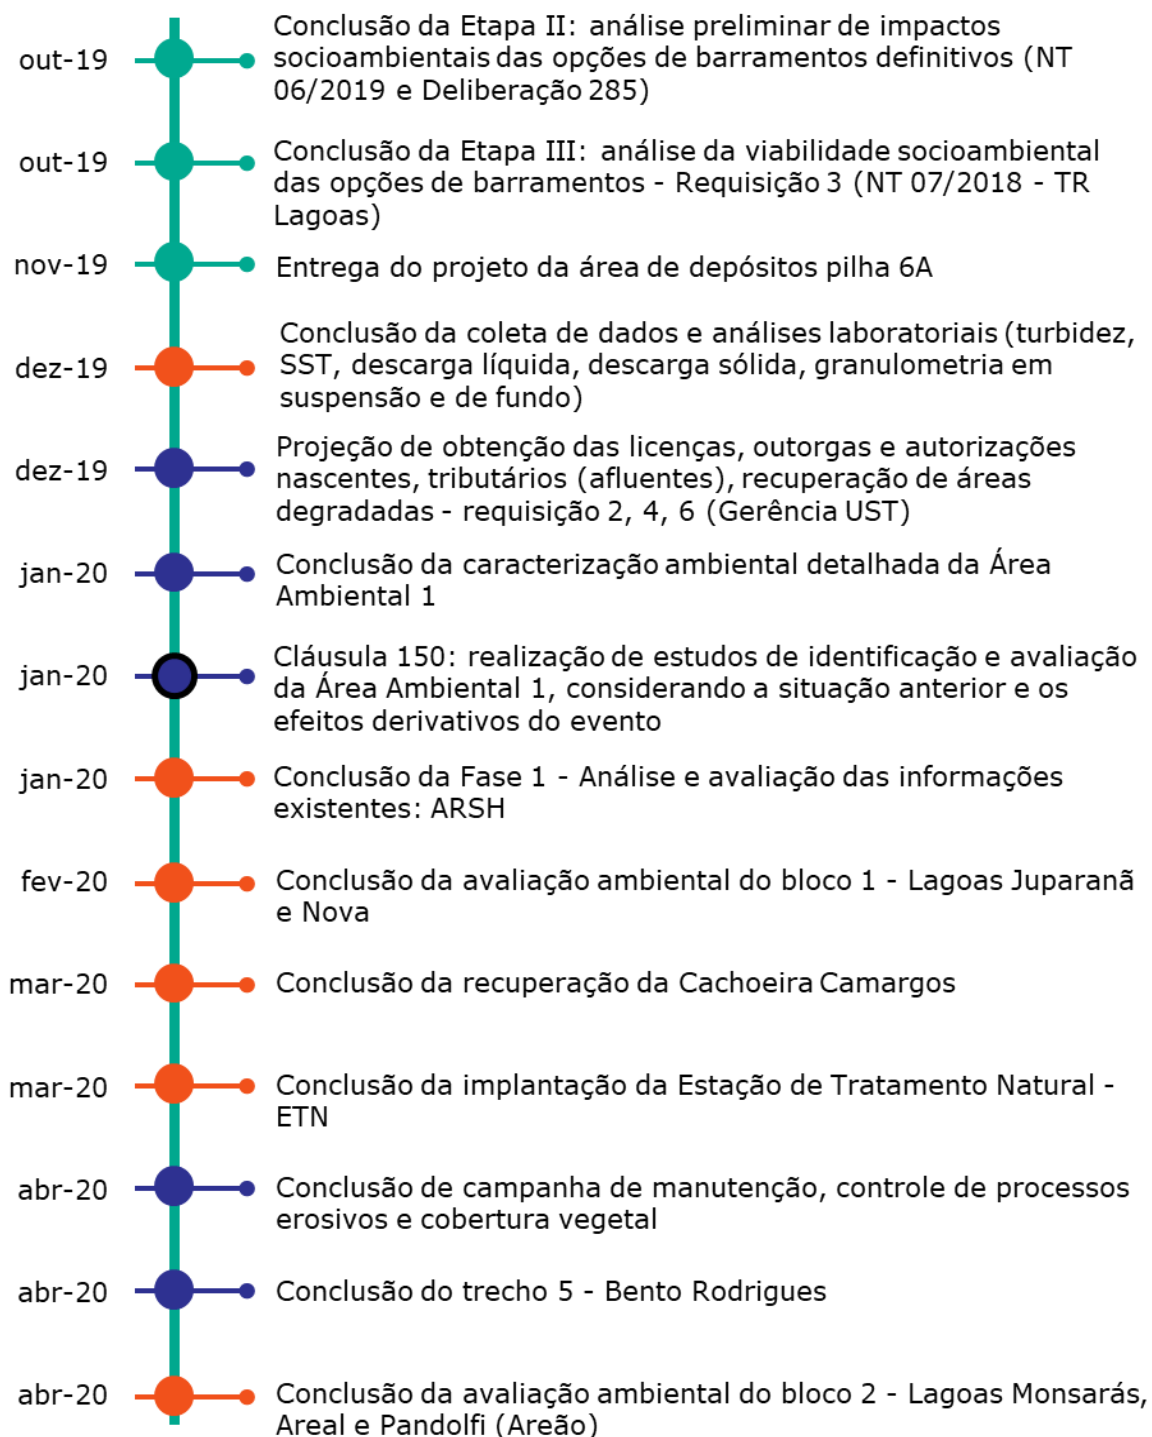 out-19
Conclusão da Etapa II: análise preliminar de impactos
socioambientais das opções de barramentos definitivos (NT
06/2019 e Deliberação 285)
out-19
Conclusão da Etapa III: análise da viabilidade socioambiental
das opções de barramentos - Requisição 3 (NT 07/2018 - TR
Lagoas)
nov-19
Entrega do projeto da área de depósitos pilha 6A
dez-19
Conclusão da coleta de dados e análises laboratoriais (turbidez,
SST, descarga líquida, descarga sólida, granulometria em
suspensão e de fundo)
dez-19
Projeção de obtenção das licenças, outorgas e autorizações
nascentes, tributários (afluentes), recuperação de áreas
degradadas - requisição 2, 4, 6 (Gerência UST)
jan-20
Conclusão da caracterização ambiental detalhada da Área
Ambiental 1
jan-20
Cláusula 150: realização de estudos de identificação e avaliação
da Área Ambiental 1, considerando a situação anterior e os
efeitos derivativos do evento
jan-20
Conclusão da Fase 1 - Análise e avaliação das informações
existentes: ARSH
fev-20
Conclusão da avaliação ambiental do bloco 1 - Lagoas Juparanã
e Nova
mar-20
Conclusão da recuperação da Cachoeira Camargos
mar-20
Conclusão da implantação da Estação de Tratamento Natural -
ETN
abr-20
Conclusão de campanha de manutenção, controle de processos
erosivos e cobertura vegetal
abr-20
Conclusão do trecho 5 - Bento Rodrigues
abr-20
Conclusão da avaliação ambiental do bloco 2 - Lagoas Monsarás,
Areal e Pandolfi (Areão)